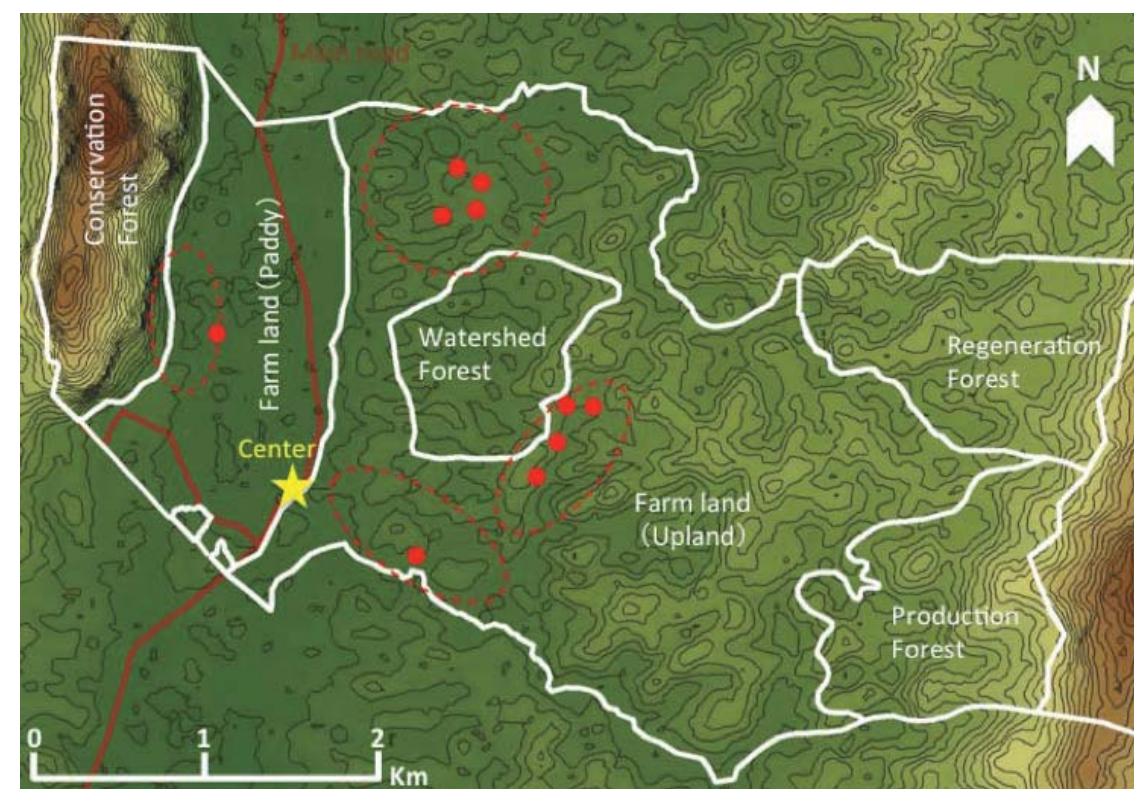 Main road
N
Conservation
Forest
Farm land (Paddy)
Watershed
Forest
Regeneration
Forest
Center
Farm land
(Upland)
Production
Forest
0 1 2
Km